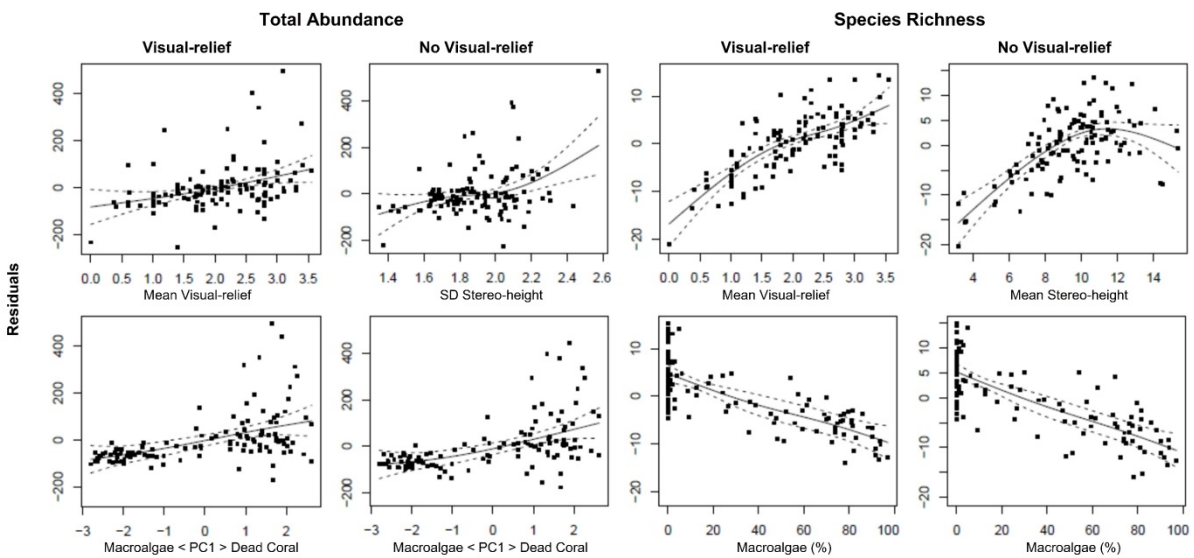 Total Abundance
Species Richness
Visual-relief
No Visual-relief
Visual-relief
No Visual-relief
Residuals
400
200
0
−200
0.0 0.5 1.0 1.5 2.0 2.5 3.0 3.5
Mean Visual-relief
400
200
0
−200
1.4 1.6 1.8 2.0 2.2 2.4 2.6
SD Stereo-height
10
0
−10
−20
0.0 0.5 1.0 1.5 2.0 2.5 3.0 3.5
Mean Visual-relief
10
5
0
−10
−20
4 6 8 10 12 14
Mean Stereo-height
400
200
0
−200
−3 −2 −1 0 1 2
Macroalgae < PC1 > Dead Coral
400
200
0
−200
−3 −2 −1 0 1 2
Macroalgae < PC1 > Dead Coral
10
0
−10
−20
0 20 40 60 80 100
Macroalgae (%)
10
5
0
−10
−20
0 20 40 60 80 100
Macroalgae (%)